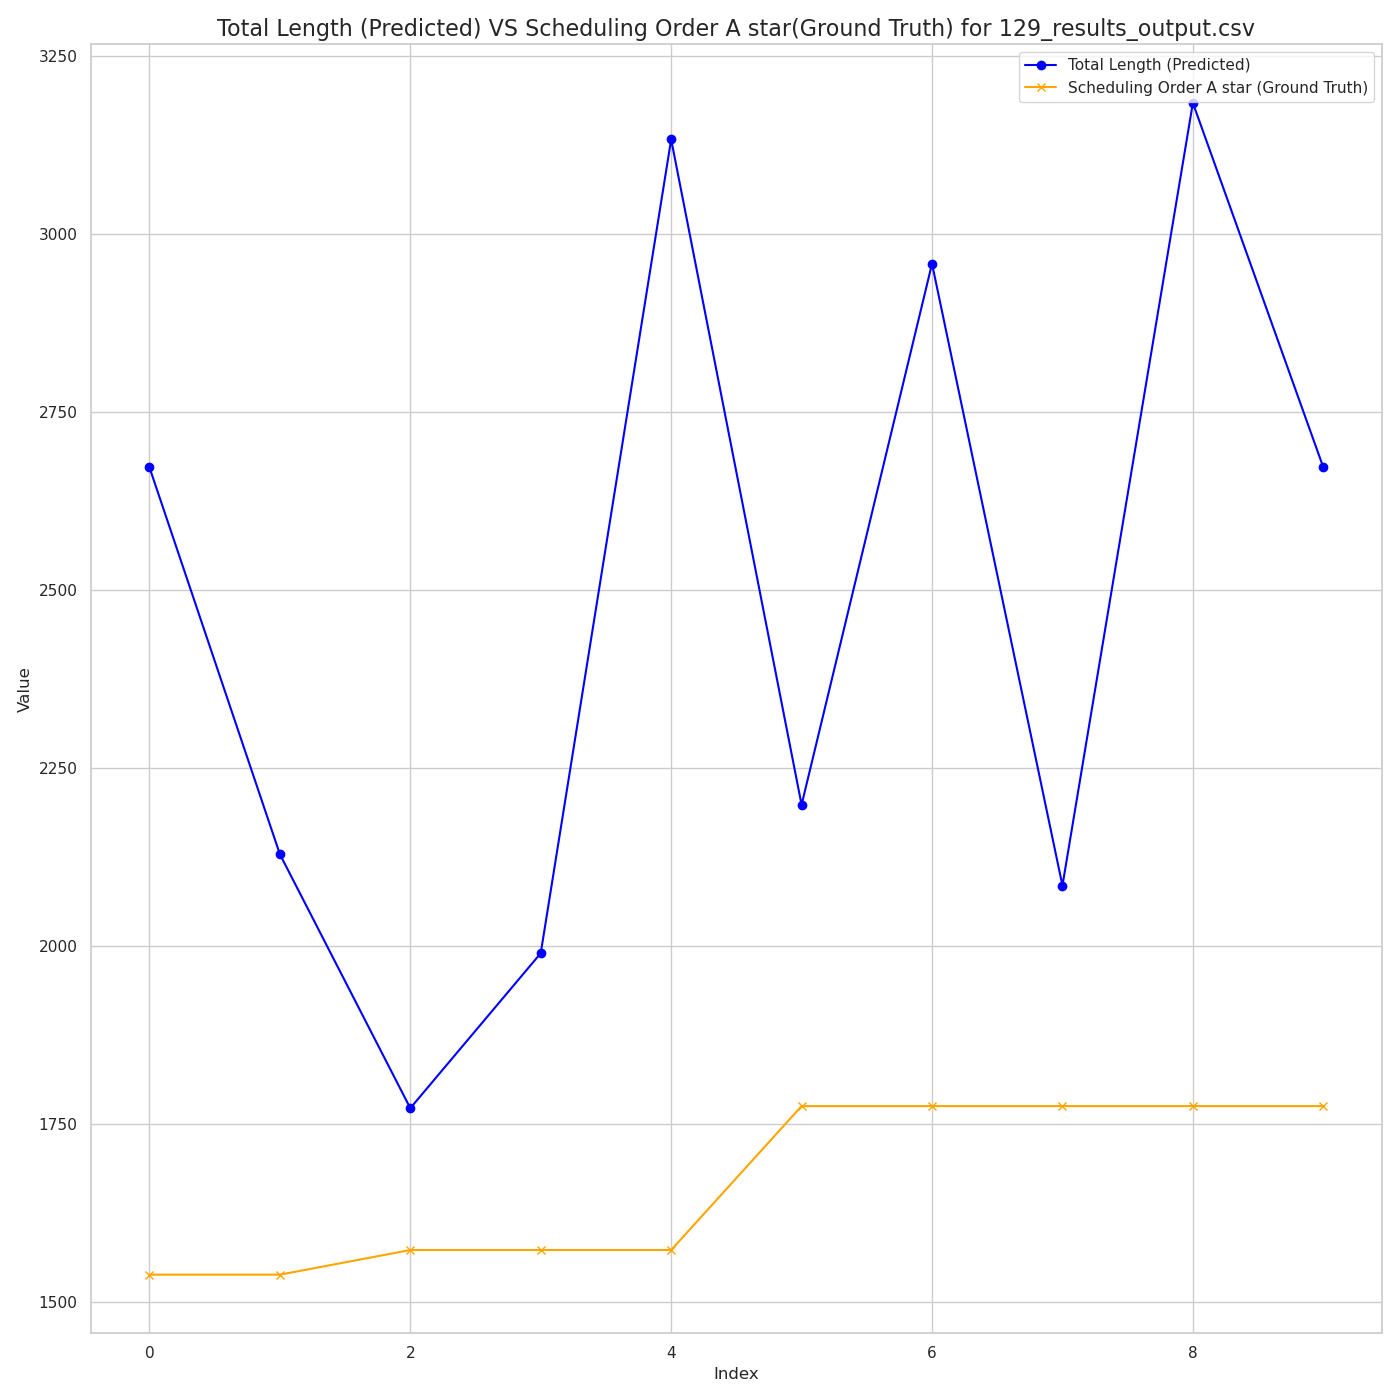 Total Length (Predicted) VS Scheduling Order A star(Ground Truth) for 129_results_output.csv
Total Length (Predicted)
Scheduling Order A star (Ground Truth)
3250
3000
2750
2500
2250
2000
1750
1500
Value
0 2 4 6 8
Index